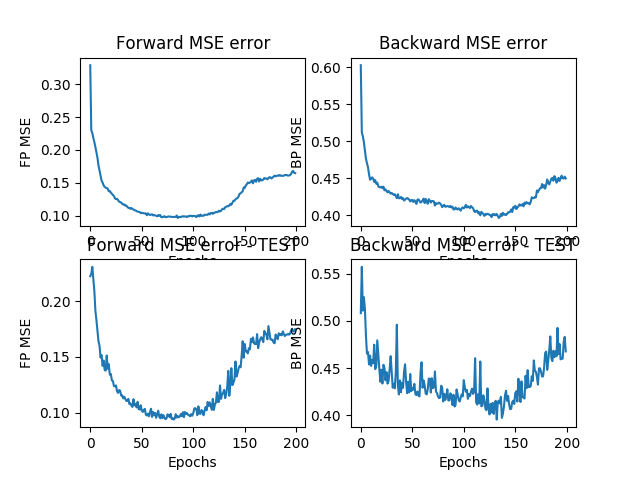 Forward MSE error
Backward MSE error
FP MSE
0.30
0.25
0.20
0.15
0.10
0 50 100 150 200
Epochs
BP MSE
0.60
0.55
0.50
0.45
0.40
0 50 100 150 200
Epochs
Forward MSE error - TEST
Backward MSE error - TEST
FP MSE
0.20
0.15
0.10
0 50 100 150 200
Epochs
BP MSE
0.55
0.50
0.45
0.40
0 50 100 150 200
Epochs